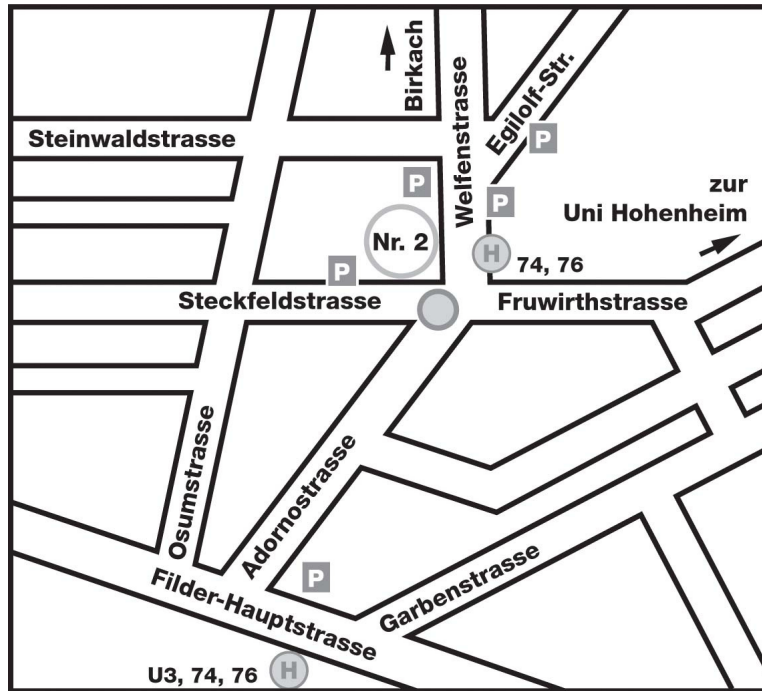 Birkach
Welfenstrasse
Egilolf-Str.
Steinwaldstrasse
P
P
P
zur
Uni Hohenheim
Nr. 2
H
74, 76
P
Steckfeldstrasse
Fruwirthstrasse
Osumstrasse
Adornostrasse
P
Garbenstrasse
Filder-Hauptstrasse
U3, 74, 76
H